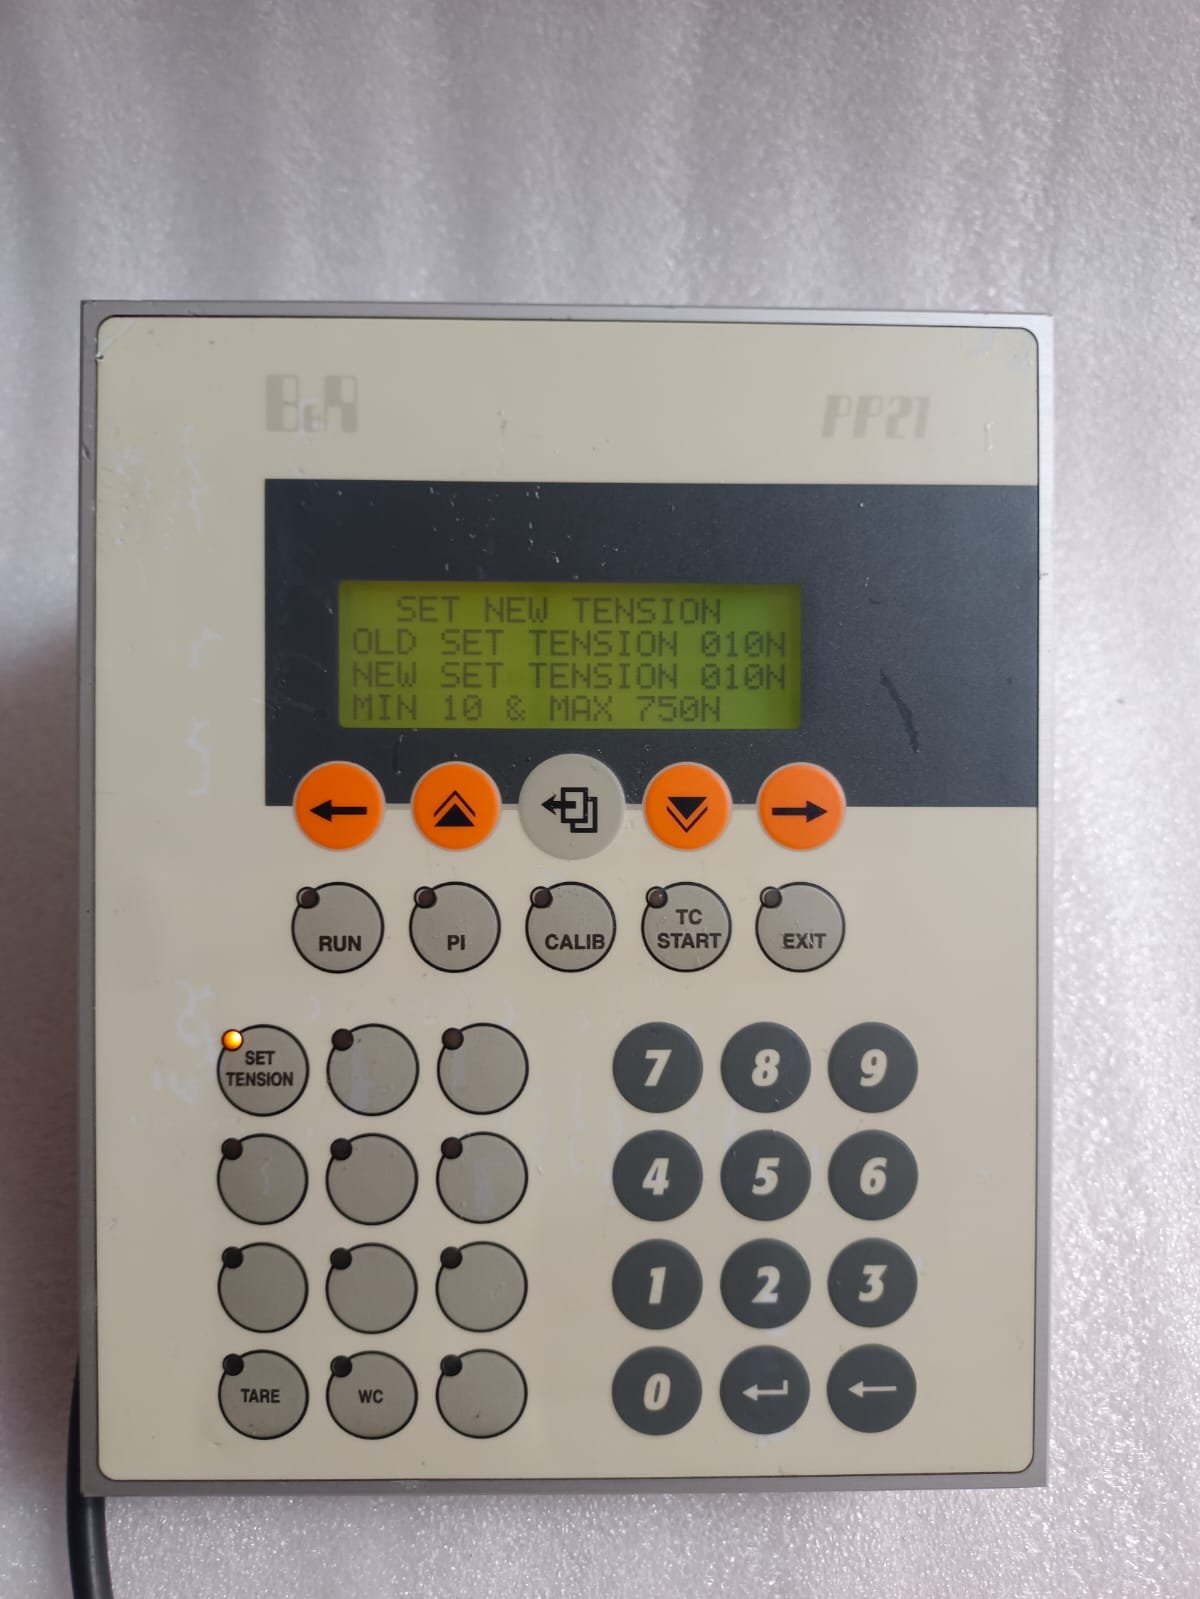 B&R
PP21
SET NEW TENSION
OLD SET TENSION 010N
NEW SET TENSION 010N
MIN 10 & MAX 750N
RUN
PI
CALIB
TC
START
EXIT
SET
TENSION
7 8 9
4 5 6
1 2 3
TARE
WC
0